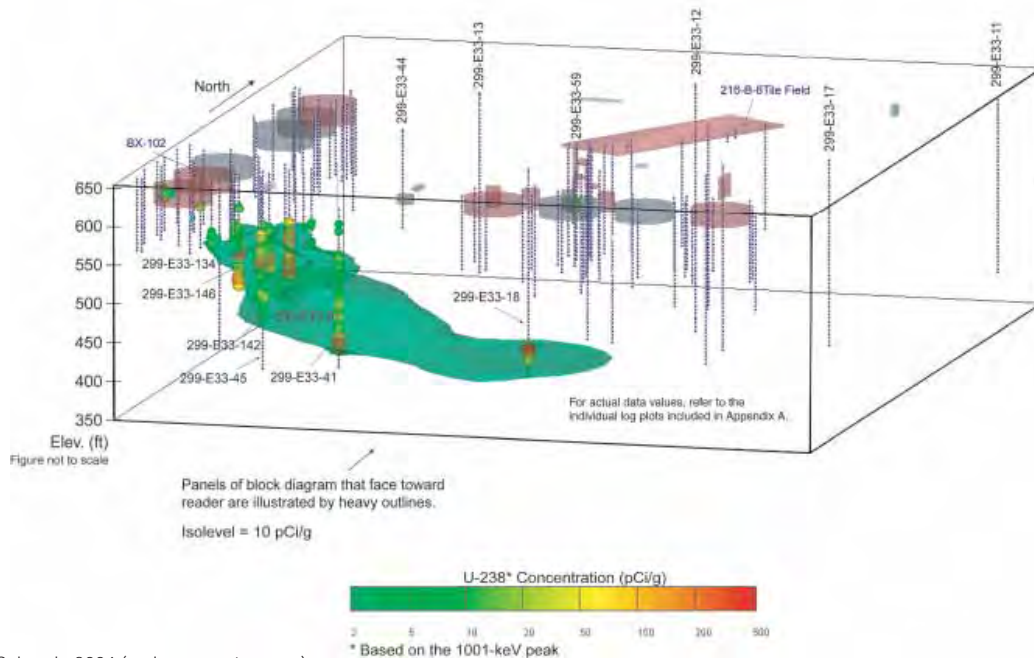 299-E33-11
299-E33-12
299-E33-13
299-E33-44
299-E33-59
216-B-8Tile Field
299-E33-17
North
BX-102
650
600
550
500
450
400
350
299-E33-134
299-E33-146
299-E33-18
299-E33-142
299-E33-45
299-E33-41
For actual data values, refer to the
individual log plots included in Appendix A.
Elev. (ft)
Figure not to scale
Panels of block diagram that face toward
reader are illustrated by heavy outlines.
Isolevel = 10 pCi/g
U-238* Concentration (pCi/g)
2 5 10 20 50 100 200 500
* Based on the 1001-keV peak